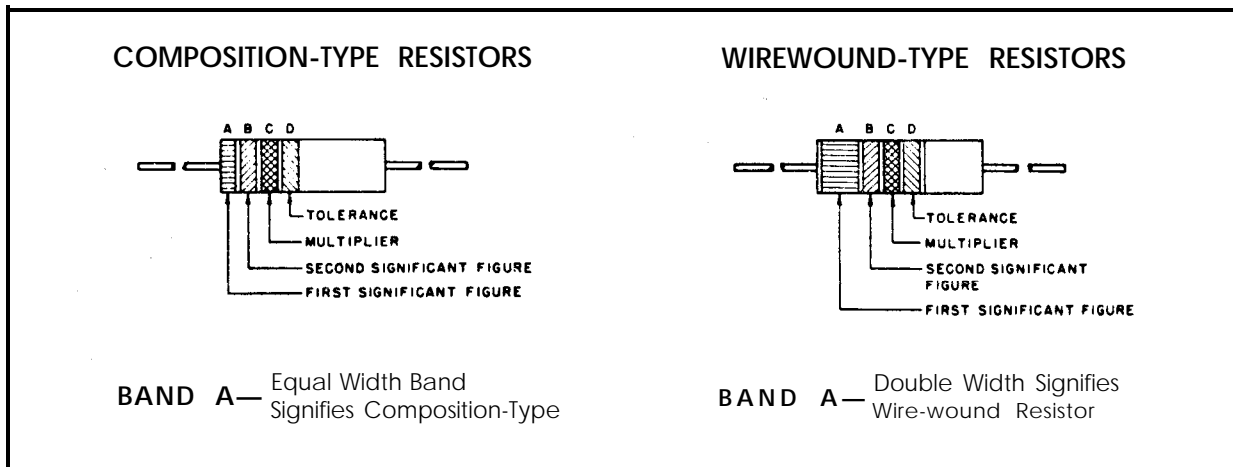 COMPOSITION-TYPE RESISTORS
A B C D
TOLERANCE
MULTIPLIER
SECOND SIGNIFICANT FIGURE
FIRST SIGNIFICANT FIGURE
BAND A— Equal Width Band
Signifies Composition-Type
WIREWOUND-TYPE RESISTORS
A B C D
TOLERANCE
MULTIPLIER
SECOND SIGNIFICANT
FIGURE
FIRST SIGNIFICANT FIGURE
BAND A— Double Width Signifies
Wire-wound Resistor